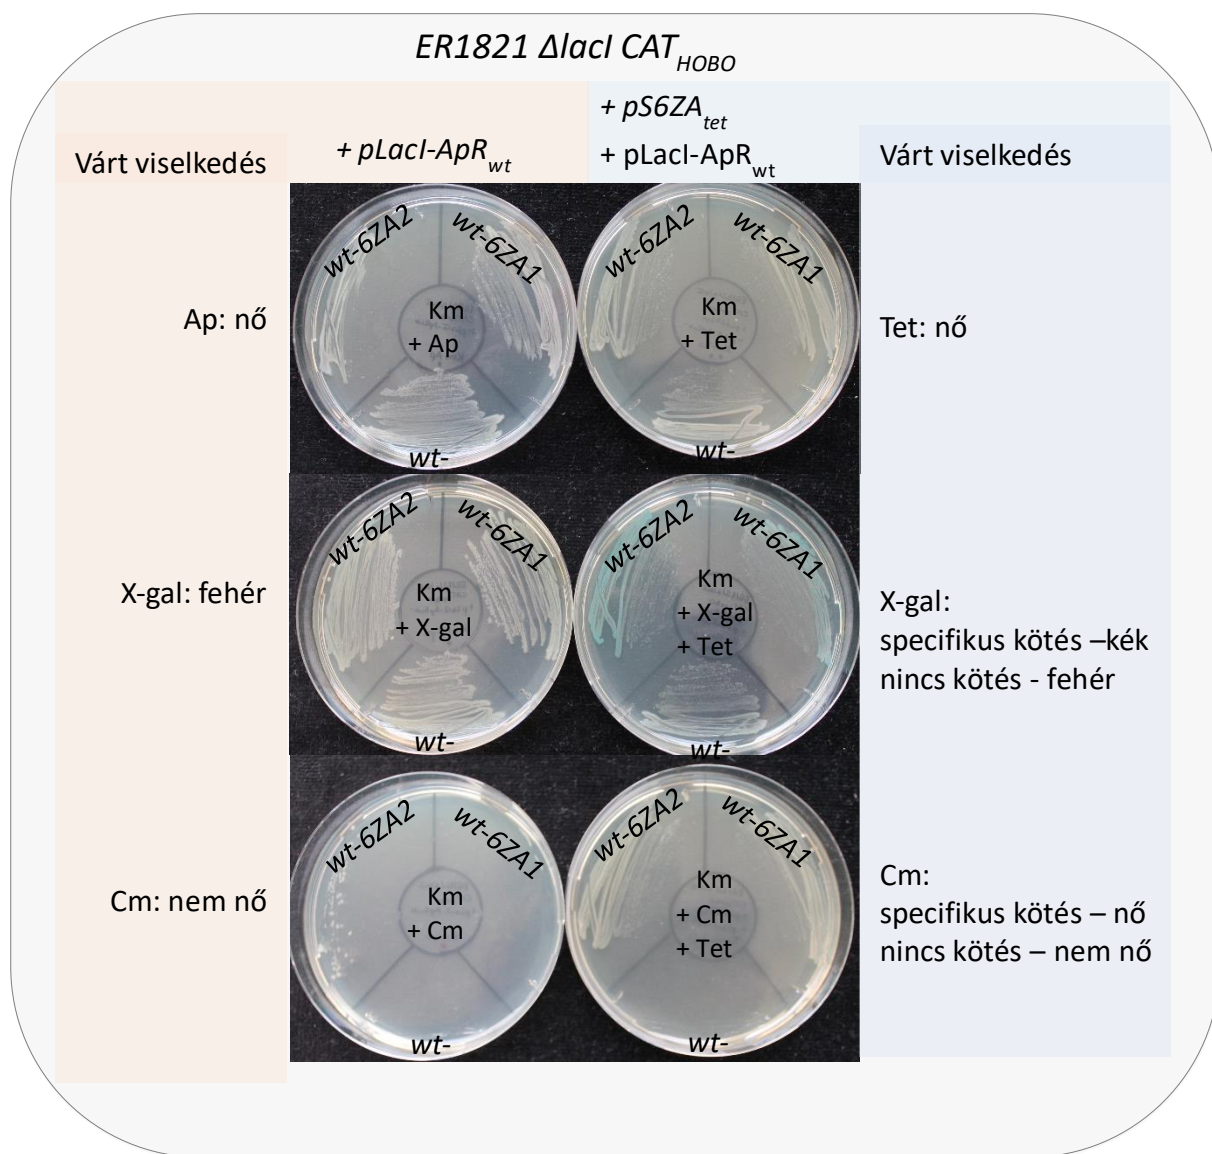 ER1821 ΔlacI CAT_HOBO
+ pS6ZA_tet
+ pLacI-ApR_wt
Várt viselkedés
+ pLacI-ApR_wt
Várt viselkedés
wt-6ZA2
wt-6ZA1
Km
+ Ap
wt-
wt-6ZA2
wt-6ZA1
Km
+ Tet
wt-
Ap: nő
Tet: nő
wt-6ZA2
wt-6ZA1
Km
+ X-gal
wt-
wt-6ZA2
wt-6ZA1
Km
+ X-gal
+ Tet
wt-
X-gal: fehér
X-gal:
specifikus kötés –kék
nincs kötés - fehér
wt-6ZA2
wt-6ZA1
Km
+ Cm
wt-
wt-6ZA2
wt-6ZA1
Km
+ Cm
+ Tet
wt-
Cm: nem nő
Cm:
specifikus kötés – nő
nincs kötés – nem nő